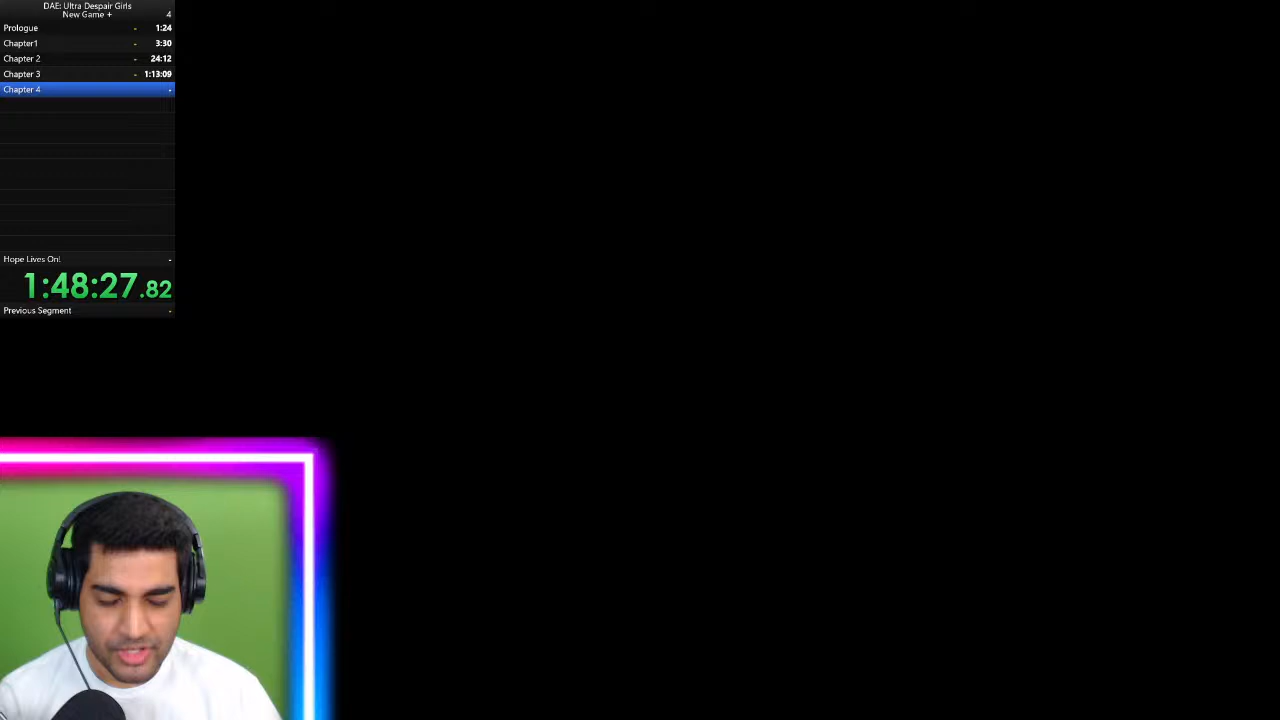 DAE: Ultra Despair Girls
New Game + 4
Prologue - 1:24
Chapter1 - 3:30
Chapter 2 - 24:12
Chapter 3 - 1:13:09
Chapter 4 -
Hope Lives On! -
1:48:27.82
Previous Segment -